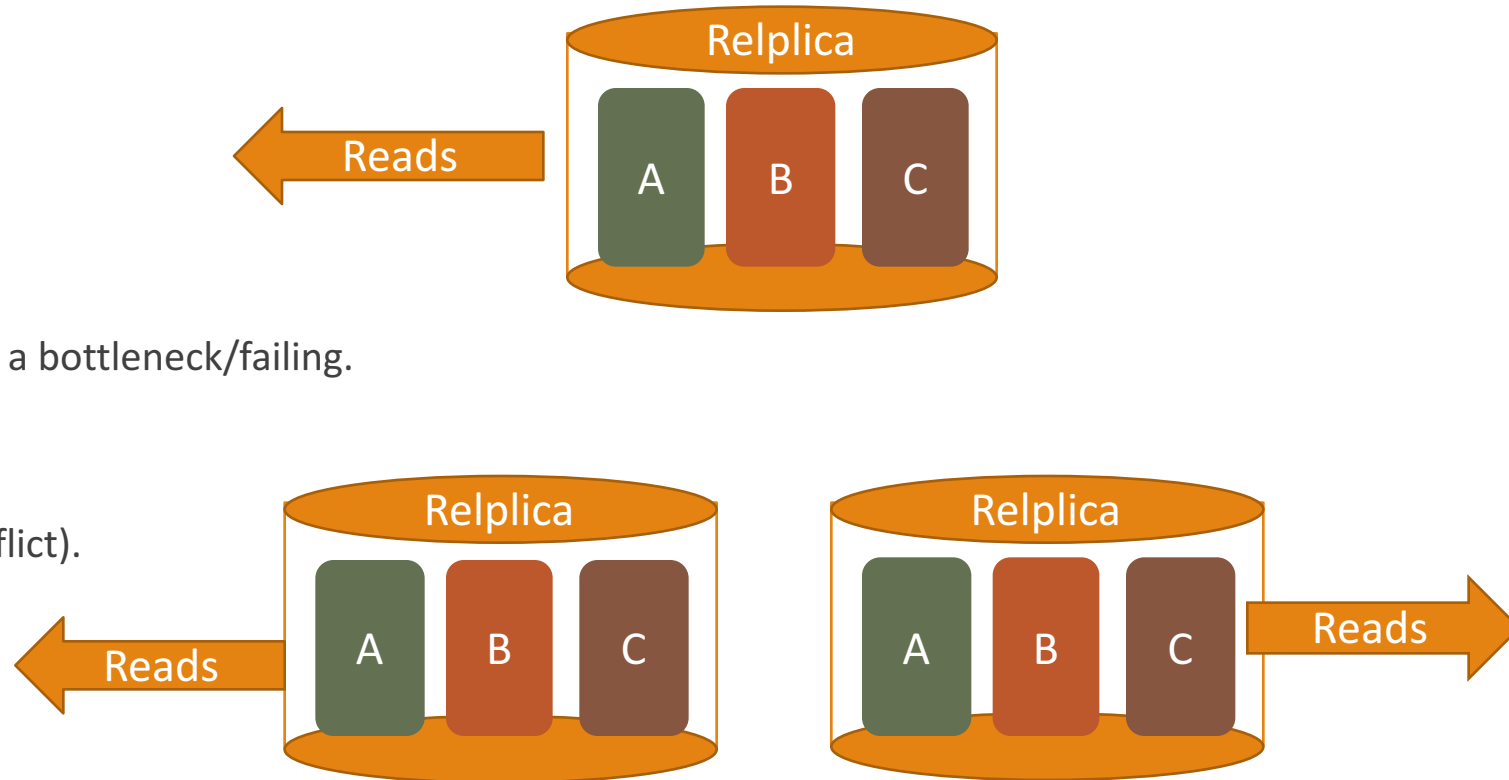 Relplica
Reads
A B C
a bottleneck/failing.
Relplica
Relplica
flict).
A B C
A B C
Reads
Reads